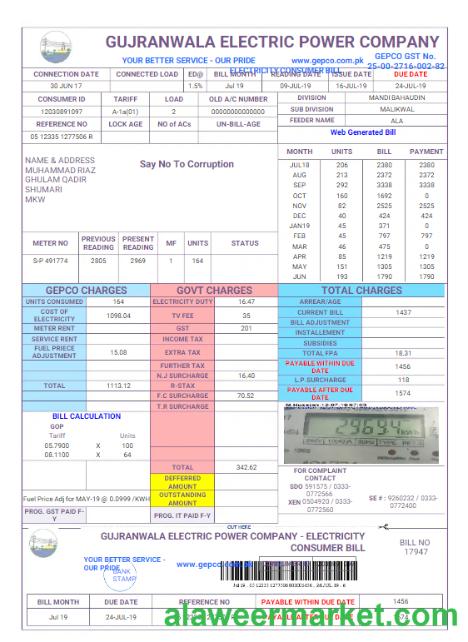 GUJRANWALA ELECTRIC POWER COMPANY
YOUR BETTER SERVICE - OUR PRIDE
www.gepco.com.pk
GEPCO GST No.
25-00-2716-002-82
ELECTRICITY CONSUMER BILL
CONNECTION DATE CONNECTED LOAD ED@ BILL MONTH READING DATE ISSUE DATE DUE DATE
30 JUN 17 1.5% Jul 19 09-JUL-19 16-JUL-19 24-JUL-19
CONSUMER ID TARIFF LOAD OLD A/C NUMBER DIVISION MANDI BAHAUDIN
12030891097 A-1a(01) 2 00000000000000 SUB DIVISION MALIKWAL
REFERENCE NO LOCK AGE NO of ACs UN-BILL-AGE FEEDER NAME ALA
05 12335 1277506 R
Web Generated Bill
NAME & ADDRESS
MUHAMMAD RIAZ
GHULAM QADIR
SHUMARI
MKW
Say No To Corruption
MONTH UNITS BILL PAYMENT
JUL18 206 2380 2380
AUG 213 2372 2372
SEP 292 3338 3338
OCT 160 1692 0
NOV 82 2525 2525
DEC 40 424 424
JAN19 45 371 0
FEB 45 797 797
MAR 46 475 0
APR 85 1219 1219
MAY 151 1305 1305
JUN 193 1790 1790
METER NO PREVIOUS READING PRESENT READING MF UNITS STATUS
S-P 491774 2805 2969 1 164
GEPCO CHARGES GOVT CHARGES TOTAL CHARGES
UNITS CONSUMED 164
COST OF ELECTRICITY 1098.04
METER RENT
SERVICE RENT
FUEL PRIECE ADJUSTMENT 15.08
TOTAL 1113.12
ELECTRICITY DUTY 16.47
TV FEE 35
GST 201
INCOME TAX
EXTRA TAX
FURTHER TAX
N.J SURCHARGE 16.40
R-STAX
F.C SURCHARGE 70.52
T.R SURCHARGE
TOTAL 342.62
DEFFERRED AMOUNT
OUTSTANDING AMOUNT
PROG. IT PAID F-Y
ARREAR/AGE
CURRENT BILL 1437
BILL ADJUSTMENT
INSTALLEMENT
SUBSIDIES
TOTAL FPA 18.31
PAYABLE WITHIN DUE DATE 1456
L.P.SURCHARGE 118
PAYABLE AFTER DUE DATE 1574
BILL CALCULATION
GOP
Tariff Units
05.7900 X 100
08.1100 X 64
Fuel Price Adj for MAY-19 @ 0.0999 /KWH
PROG. GST PAID F-Y
FOR COMPLAINT CONTACT
SDO 591575 / 0333-0772566
XEN 0504920 / 0333-0772560
SE # : 9260232 / 0333-0772400
CUT HERE
GUJRANWALA ELECTRIC POWER COMPANY - ELECTRICITY CONSUMER BILL
BILL NO
17947
YOUR BETTER SERVICE - OUR PRIDE
www.gepco.com.pk
BANK STAMP
BILL MONTH DUE DATE REFERENCE NO PAYABLE WITHIN DUE DATE 1456
Jul 19 24-JUL-19
alaweermarket.com